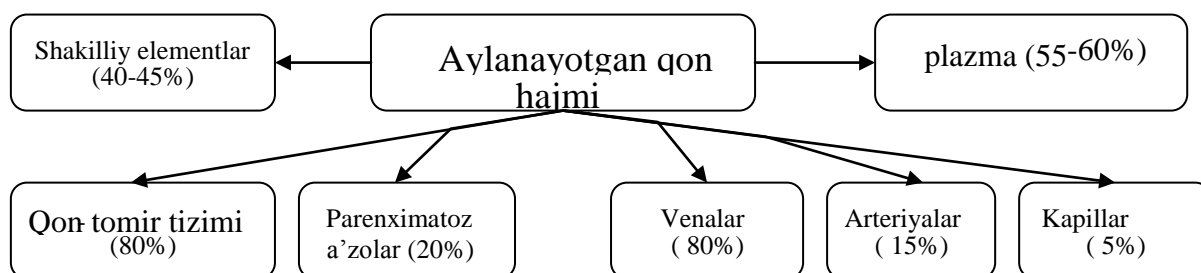 Shakilliy elementlar
(40-45%)
Aylanayotgan qon
hajmi
plazma (55-60%)
Qon- tomir tizimi
(80%)
Parenximatoz
a’zolar (20%)
Venalar
( 80%)
Arteriyalar
( 15%)
Kapillar
( 5%)